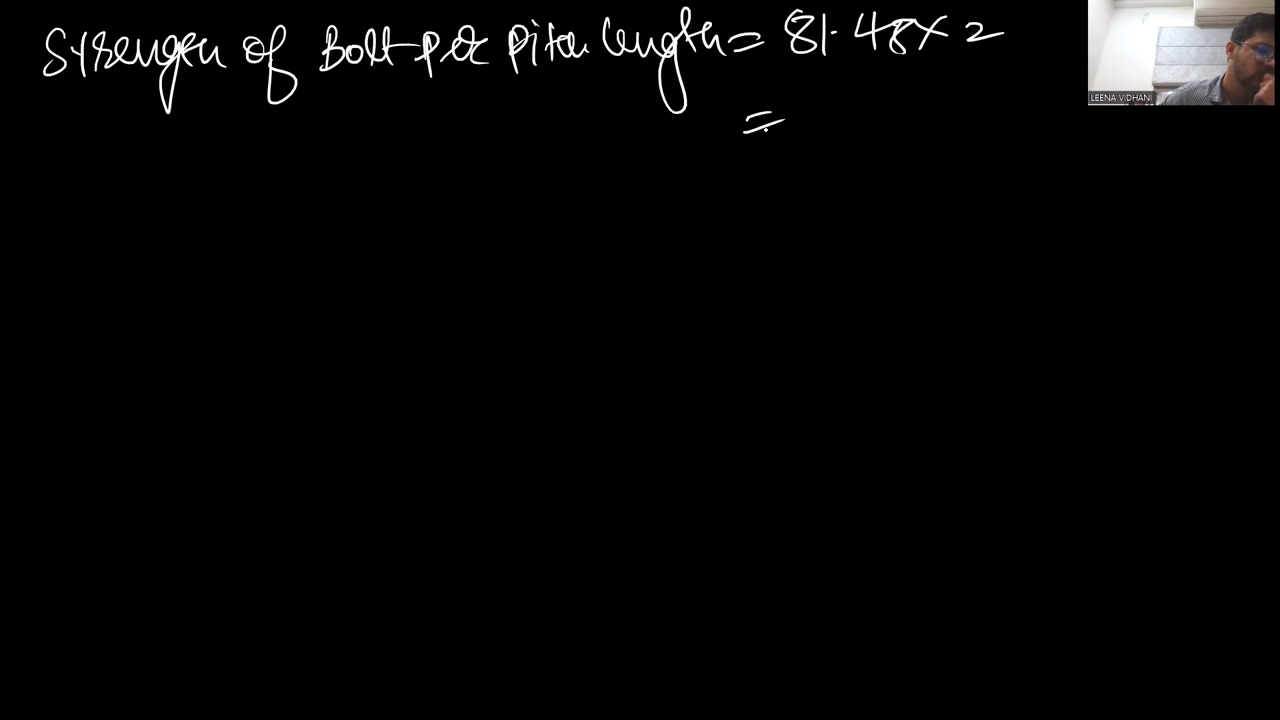 Strength of Bolt per pitch length = 81.48 x 2
=
LEENA VIDHANI